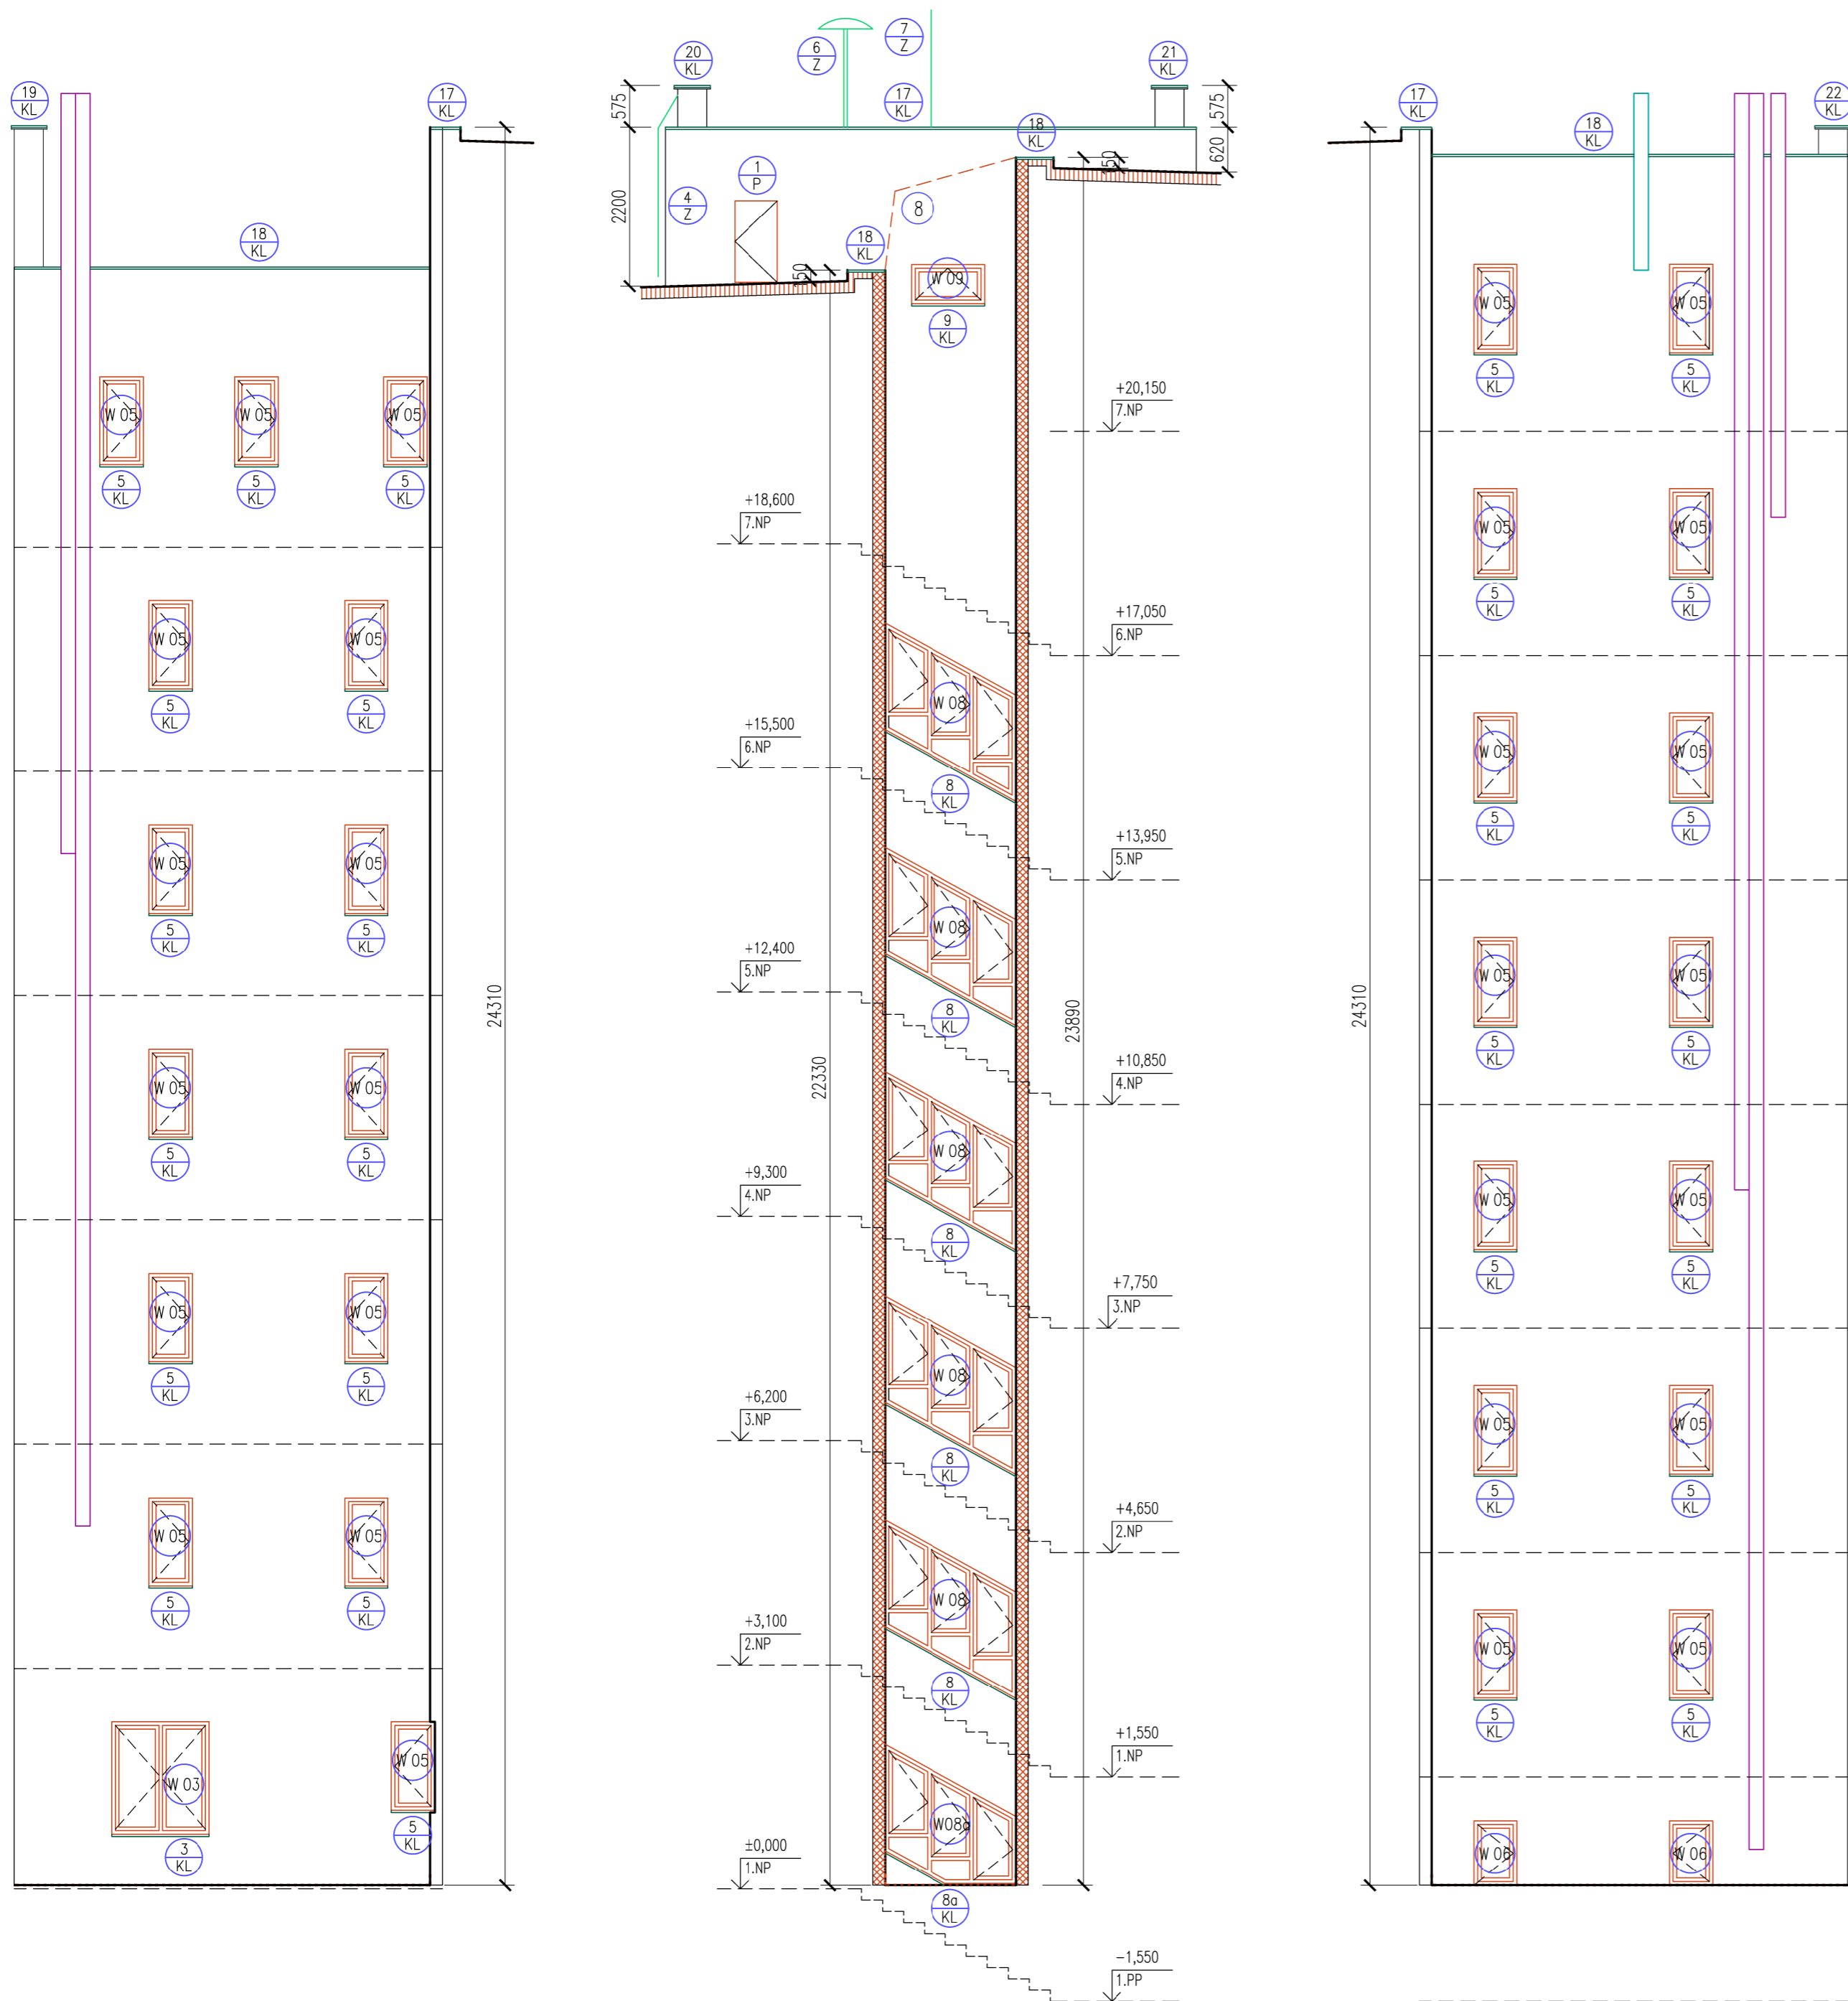 19
KL
17
KL
18
KL
W 05
W 05
W 05
5
KL
5
KL
5
KL
W 05
W 05
5
KL
5
KL
W 05
W 05
5
KL
5
KL
W 05
W 05
5
KL
5
KL
W 05
W 05
5
KL
5
KL
W 05
W 05
5
KL
5
KL
W 03
W 05
3
KL
5
KL
24310
20
KL
6
Z
7
Z
17
KL
21
KL
18
KL
575
2200
575
620
150
1
P
4
Z
8
18
KL
150
W 09
9
KL
+20,150
7.NP
+18,600
7.NP
+17,050
6.NP
W 08
+15,500
6.NP
8
KL
+13,950
5.NP
W 08
+12,400
5.NP
8
KL
22330
23890
+10,850
4.NP
W 08
+9,300
4.NP
8
KL
+7,750
3.NP
W 08
+6,200
3.NP
8
KL
+4,650
2.NP
W 08
+3,100
2.NP
8
KL
+1,550
1.NP
W08a
±0,000
1.NP
8a
KL
-1,550
1.PP
17
KL
18
KL
22
KL
24310
W 05
W 05
5
KL
5
KL
W 05
W 05
5
KL
5
KL
W 05
W 05
5
KL
5
KL
W 05
W 05
5
KL
5
KL
W 05
W 05
5
KL
5
KL
W 05
W 05
5
KL
5
KL
W 05
W 05
5
KL
5
KL
W 06
W 06